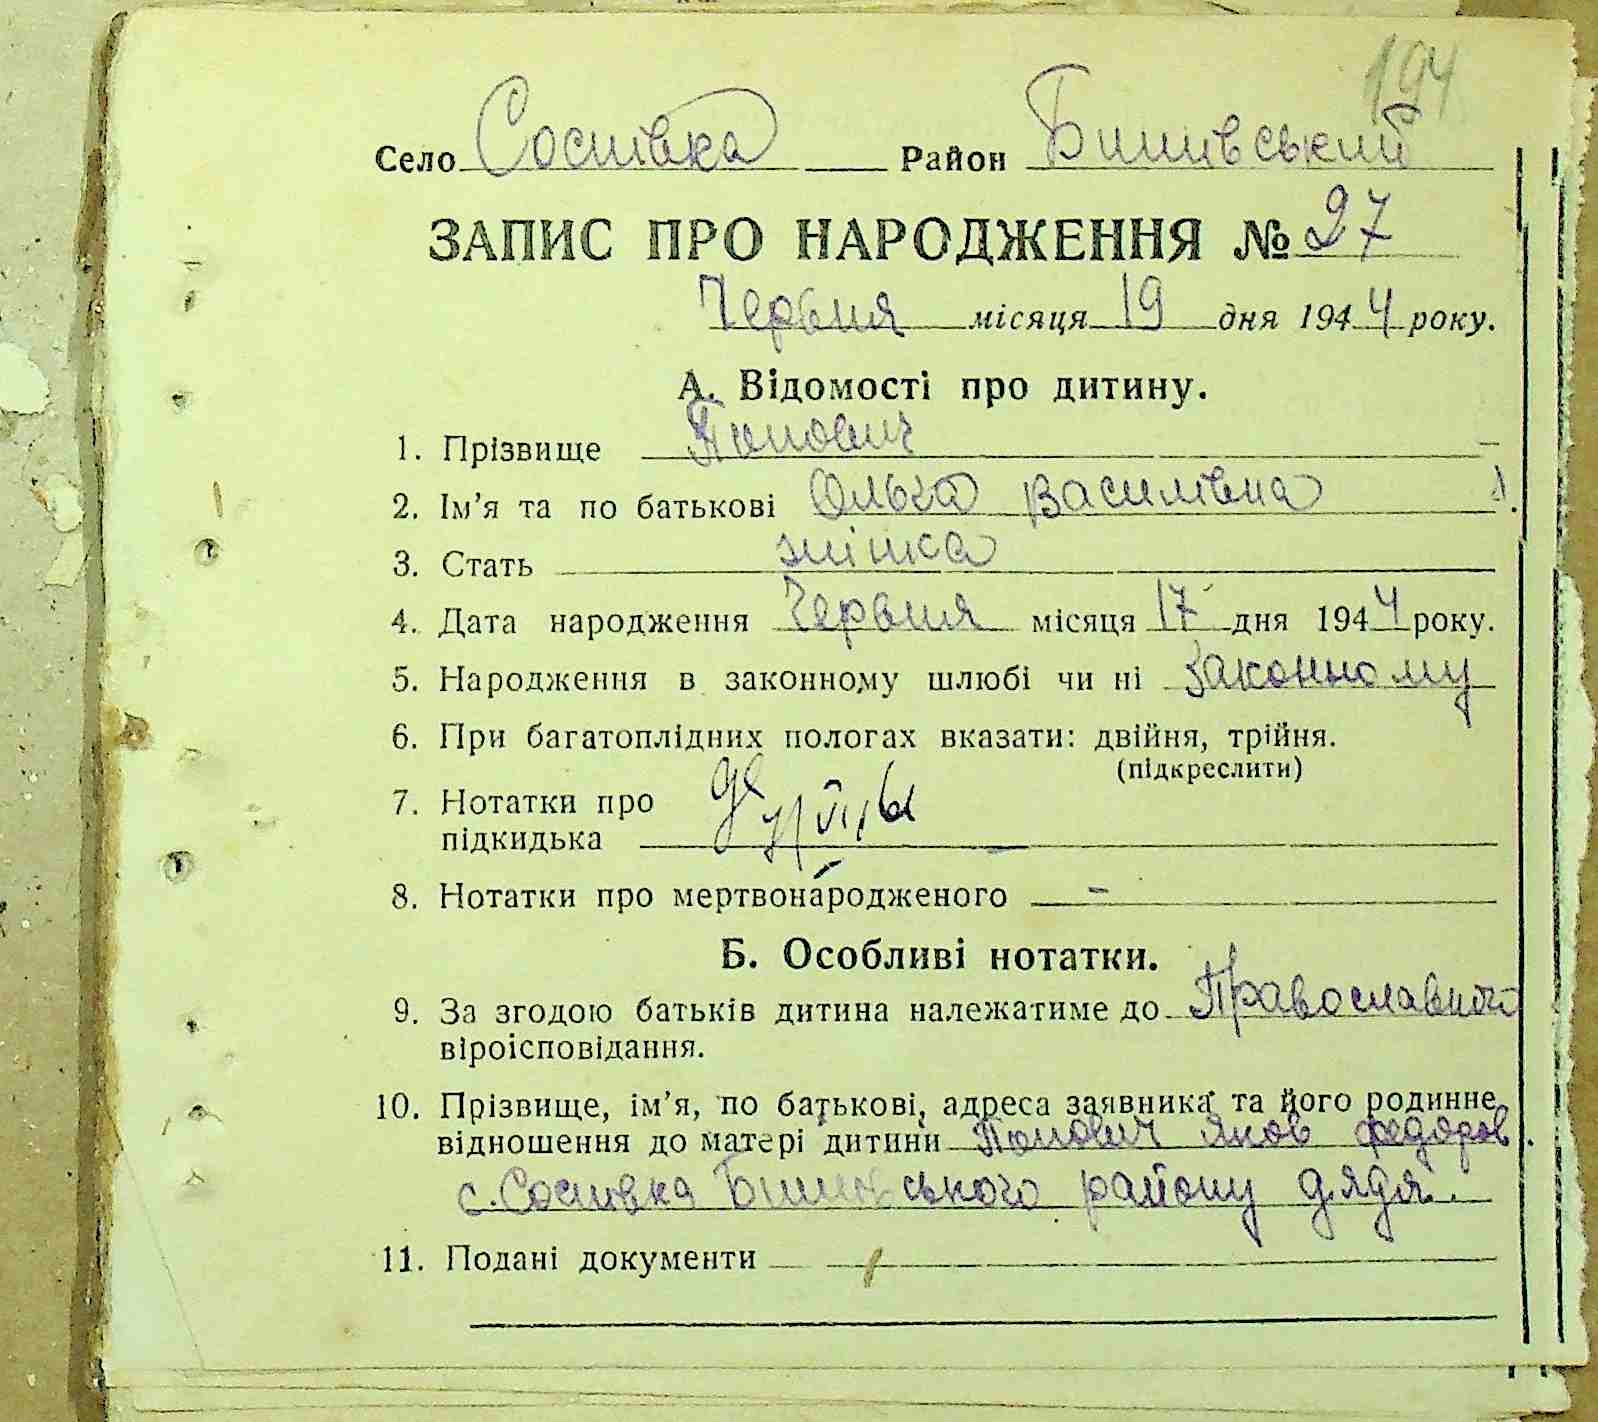 194
Село Соснівка Район Бишівський
ЗАПИС ПРО НАРОДЖЕННЯ № 27
Червня місяця 19 дня 1944 року.
А. Відомості про дитину.
1. Прізвище Попович
2. Ім'я та по батькові Ольга Василівна
3. Стать жінка
4. Дата народження Червня місяця 17 дня 1944 року.
5. Народження в законному шлюбі чи ні законному
6. При багатоплідних пологах вказати: двійня, трійня.
(підкреслити)
7. Нотатки про
підкидька
8. Нотатки про мертвонародженого -
Б. Особливі нотатки.
9. За згодою батьків дитина належатиме до Православного
віроісповідання.
10. Прізвище, ім'я, по батькові, адреса заявника та його родинне
відношення до матері дитини Попович Яков Федоров
с. Соснівка Бишівського району дядя.
11. Подані документи